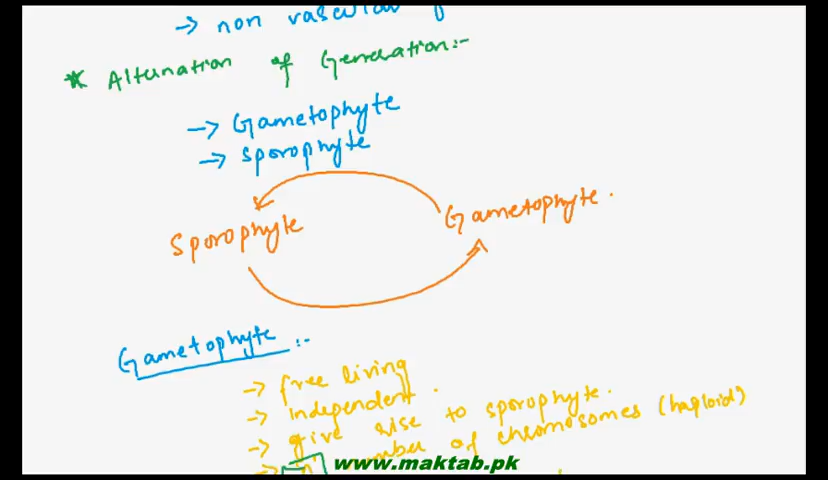 → non vascular
* Alternation of Generation:-
→ Gametophyte
→ Sporophyte
Sporophyte
Gametophyte.
Gametophyte :-
→ free living
→ independent.
→ give rise to sporophyte.
→ 'n' number of chromosomes (haploid)
www.maktab.pk